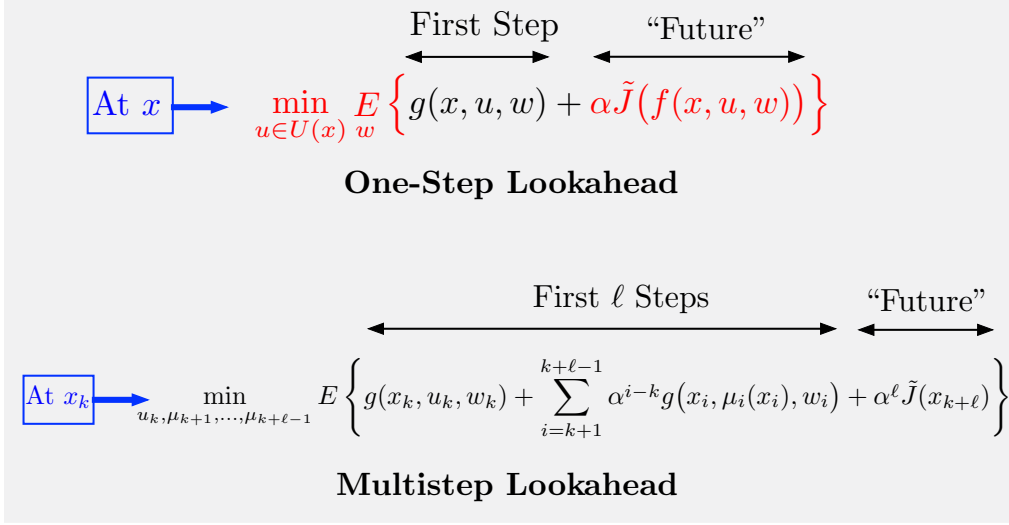 First Step “Future”
At x min_{u∈U(x)} E_w {g(x, u, w) + αJ̃(f(x, u, w))}
One-Step Lookahead
First ℓ Steps “Future”
At x_k min_{u_k,μ_{k+1},...,μ_{k+ℓ−1}} E {g(x_k, u_k, w_k) + ∑_{i=k+1}^{k+ℓ−1} α^{i−k} g(x_i, μ_i(x_i), w_i) + α^ℓ J̃(x_{k+ℓ})}
Multistep Lookahead